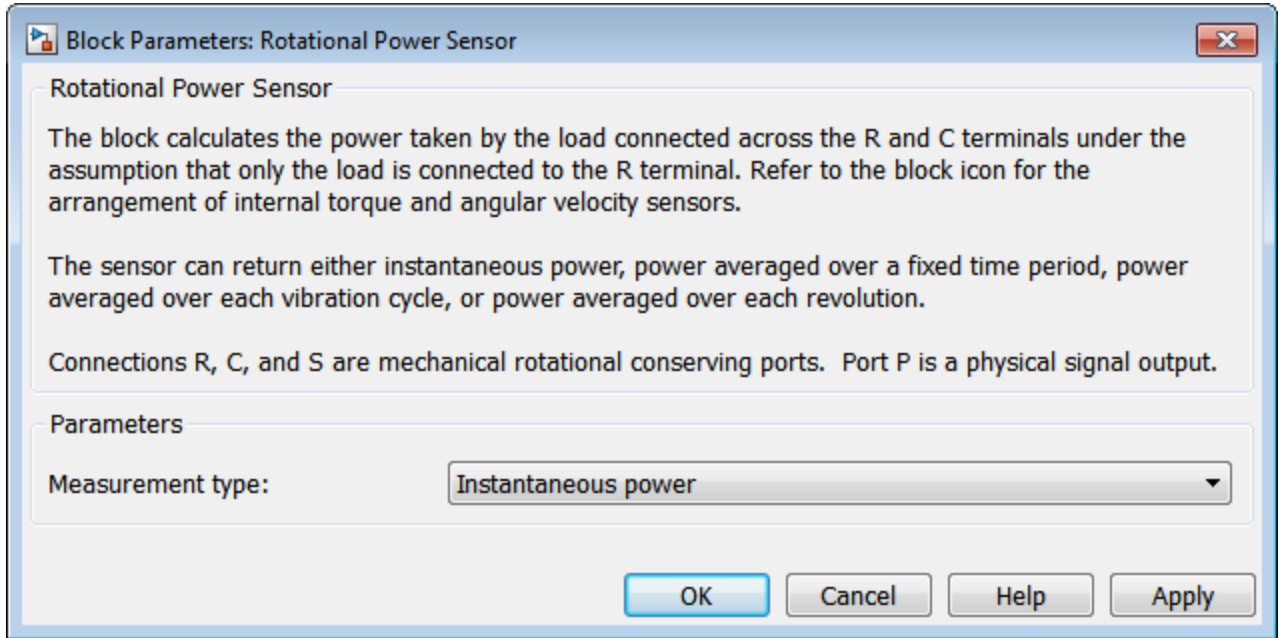 Block Parameters: Rotational Power Sensor
Rotational Power Sensor
The block calculates the power taken by the load connected across the R and C terminals under the
assumption that only the load is connected to the R terminal. Refer to the block icon for the
arrangement of internal torque and angular velocity sensors.
The sensor can return either instantaneous power, power averaged over a fixed time period, power
averaged over each vibration cycle, or power averaged over each revolution.
Connections R, C, and S are mechanical rotational conserving ports.  Port P is a physical signal output.
Parameters
Measurement type: Instantaneous power
OK Cancel Help Apply